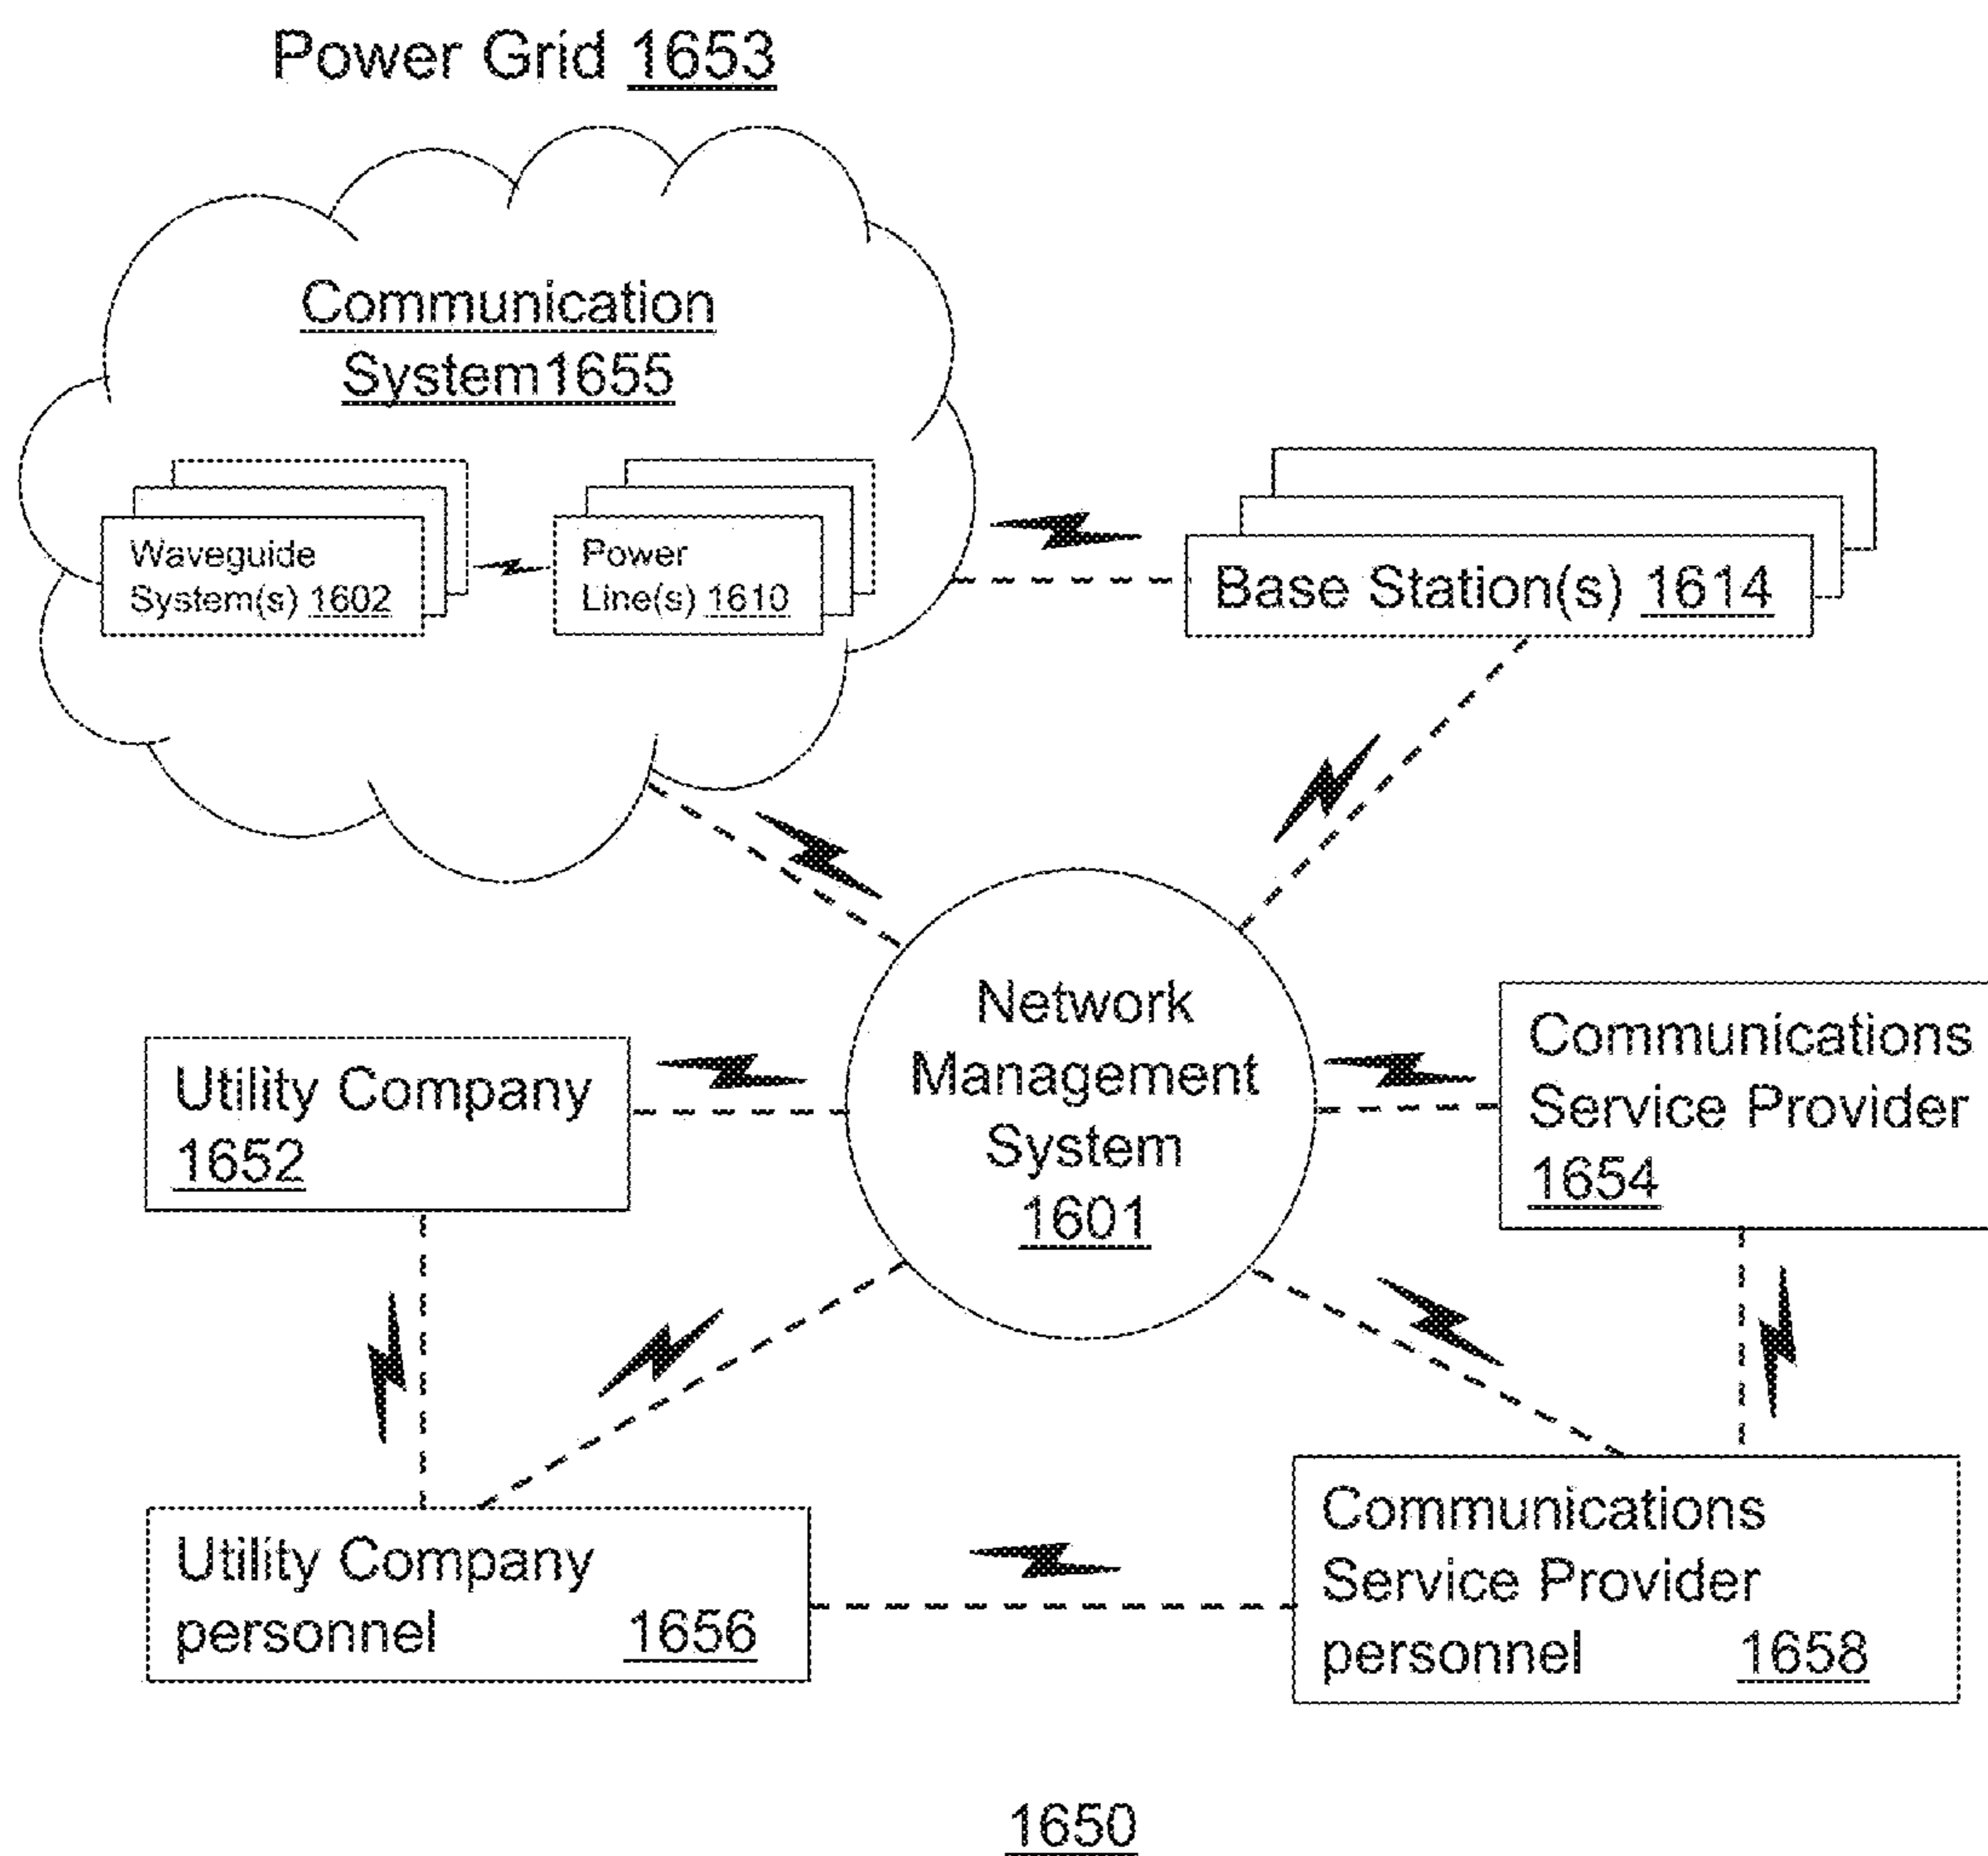 Power Grid 1653
Communication
System1655
Waveguide
System(s) 1602
Power
Line(s) 1610
Base Station(s) 1614
Network
Management
System
1601
Utility Company
1652
Communications
Service Provider
1654
Utility Company
personnel 1656
Communications
Service Provider
personnel 1658
1650